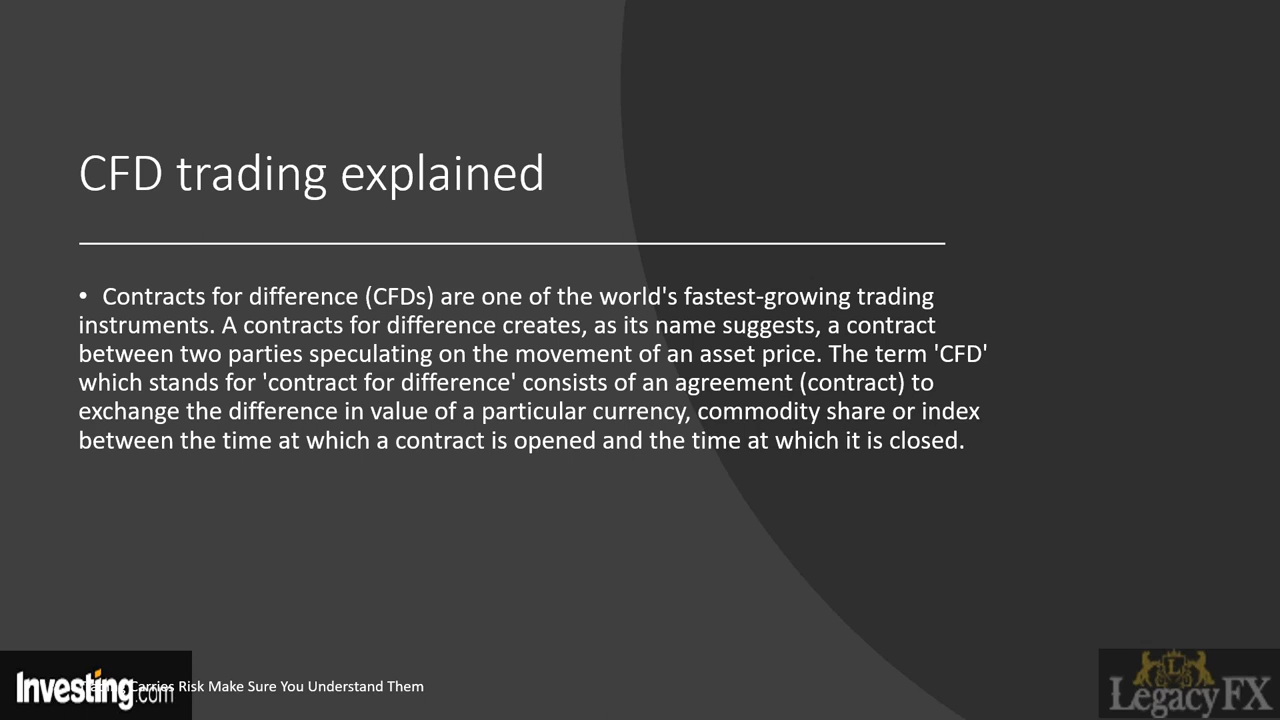 CFD trading explained
• Contracts for difference (CFDs) are one of the world's fastest-growing trading
instruments. A contracts for difference creates, as its name suggests, a contract
between two parties speculating on the movement of an asset price. The term 'CFD'
which stands for 'contract for difference' consists of an agreement (contract) to
exchange the difference in value of a particular currency, commodity share or index
between the time at which a contract is opened and the time at which it is closed.
Investing.com
Carries Risk Make Sure You Understand Them
L
LegacyFX